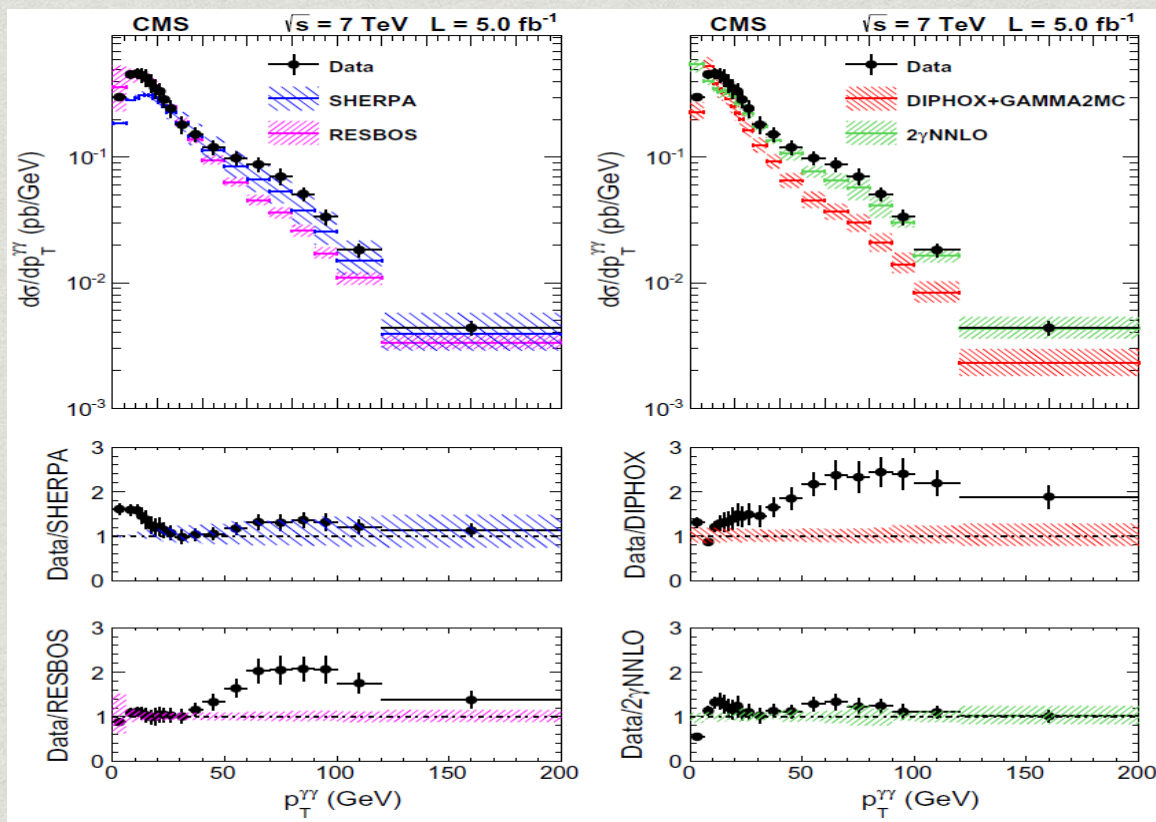 CMS √s = 7 TeV L = 5.0 fb⁻¹
dσ/dp_T^γγ (pb/GeV)
Data
SHERPA
RESBOS
10⁻¹
10⁻²
10⁻³
Data/SHERPA
3
2
1
0
Data/RESBOS
3
2
1
0
0 50 100 150 200
p_T^γγ (GeV)
CMS √s = 7 TeV L = 5.0 fb⁻¹
dσ/dp_T^γγ (pb/GeV)
Data
DIPHOX+GAMMA2MC
2γNNLO
10⁻¹
10⁻²
10⁻³
Data/DIPHOX
3
2
1
0
Data/2γNNLO
3
2
1
0
0 50 100 150 200
p_T^γγ (GeV)